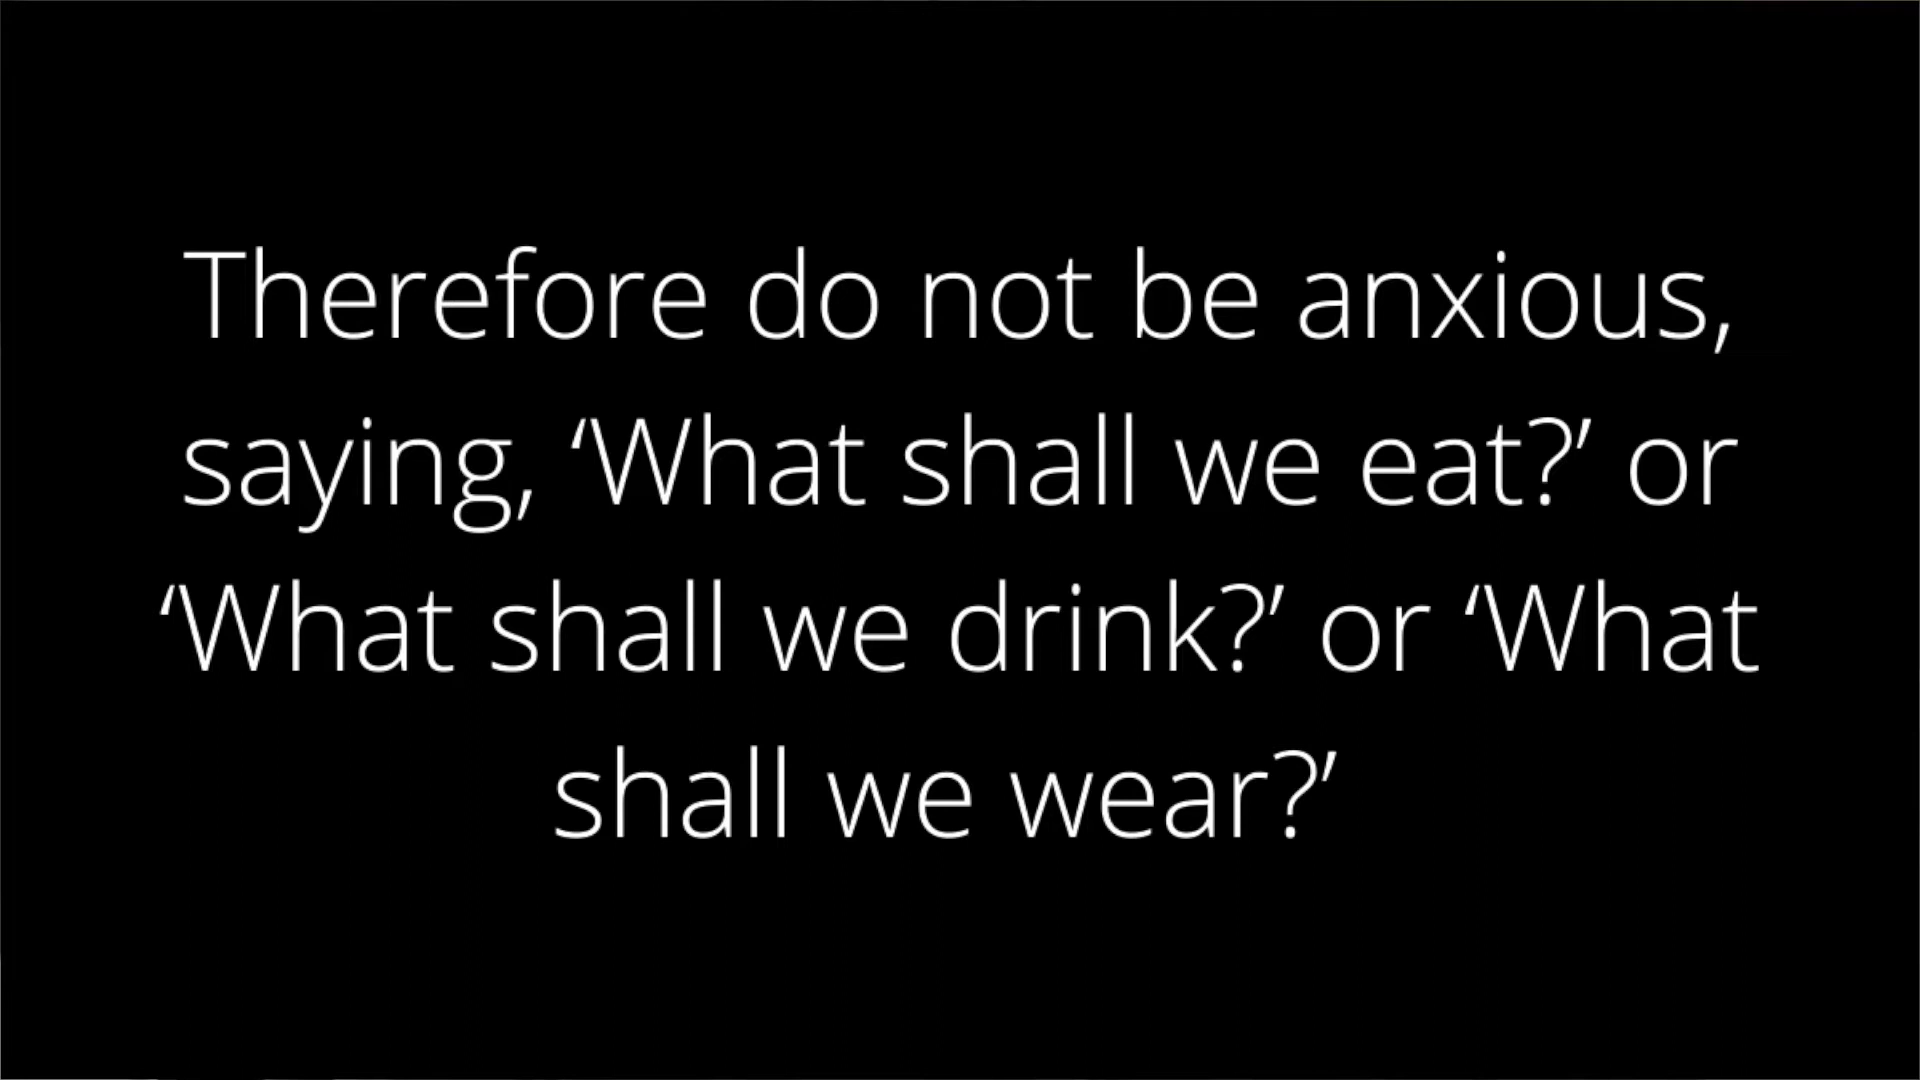 Therefore do not be anxious,
saying, ‘What shall we eat?’ or
‘What shall we drink?’ or ‘What
shall we wear?’